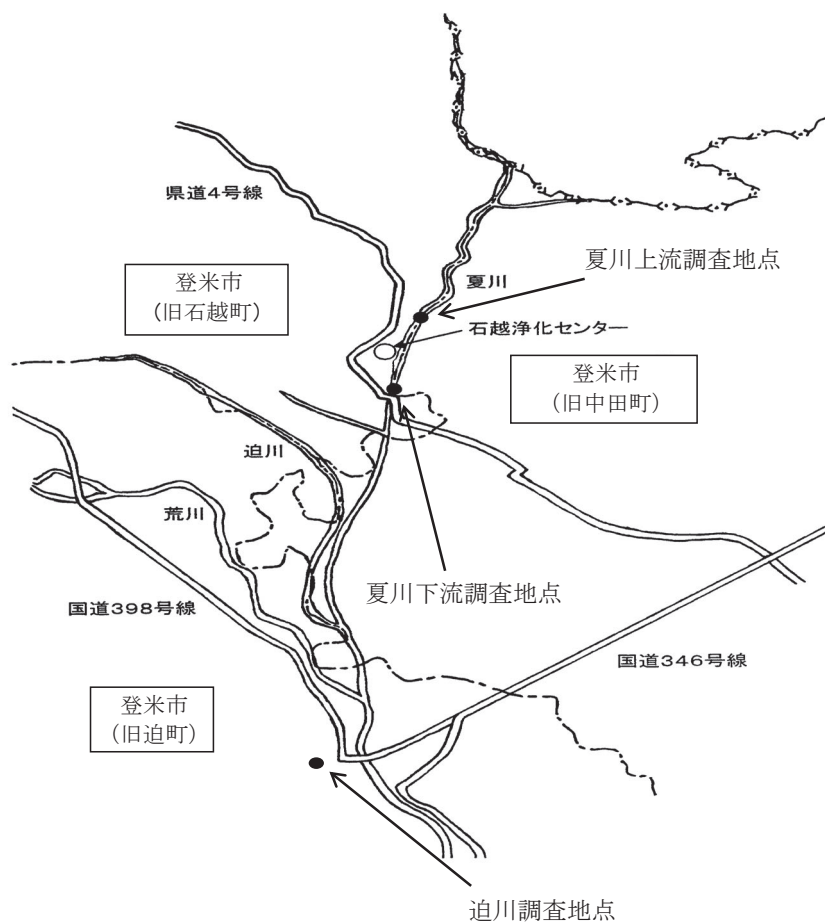 県道4号線
夏川上流調査地点
夏川
登米市
(旧石越町)
石越浄化センター
登米市
(旧中田町)
迫川
荒川
夏川下流調査地点
国道398号線
国道346号線
登米市
(旧迫町)
迫川調査地点